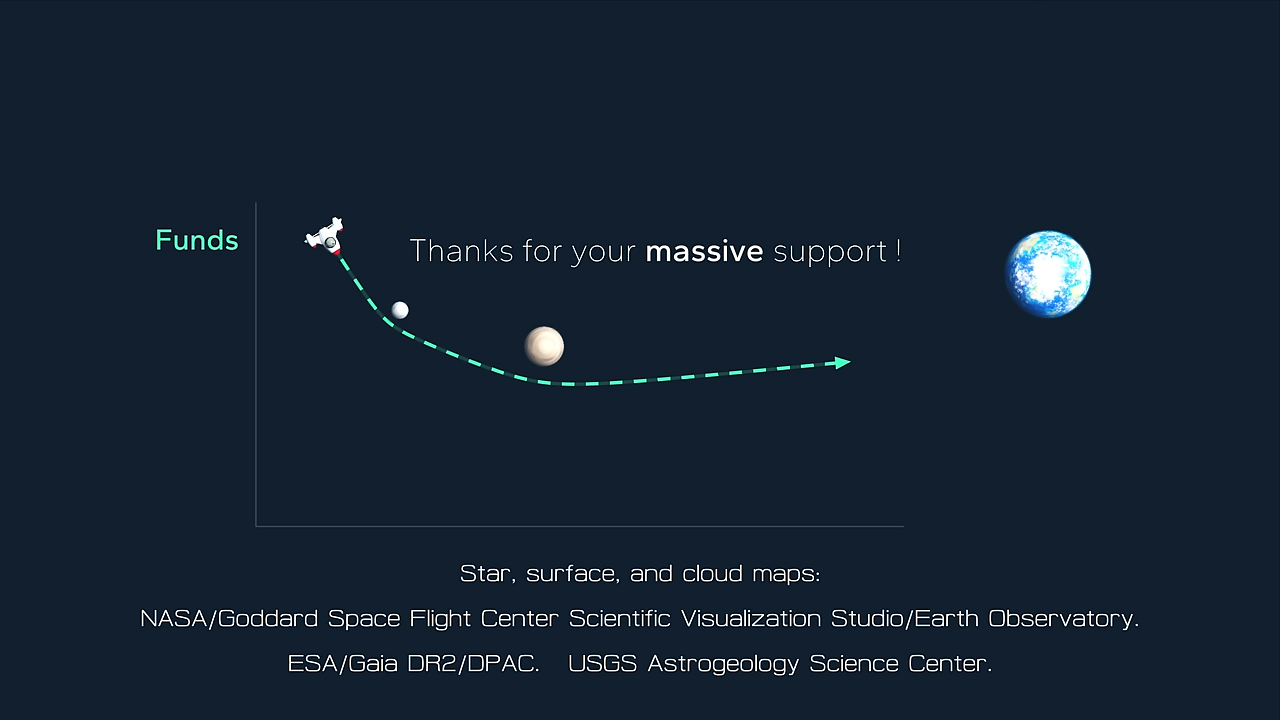 Funds
Thanks for your massive support !
Star, surface, and cloud maps:
NASA/Goddard Space Flight Center Scientific Visualization Studio/Earth Observatory.
ESA/Gaia DR2/DPAC.   USGS Astrogeology Science Center.